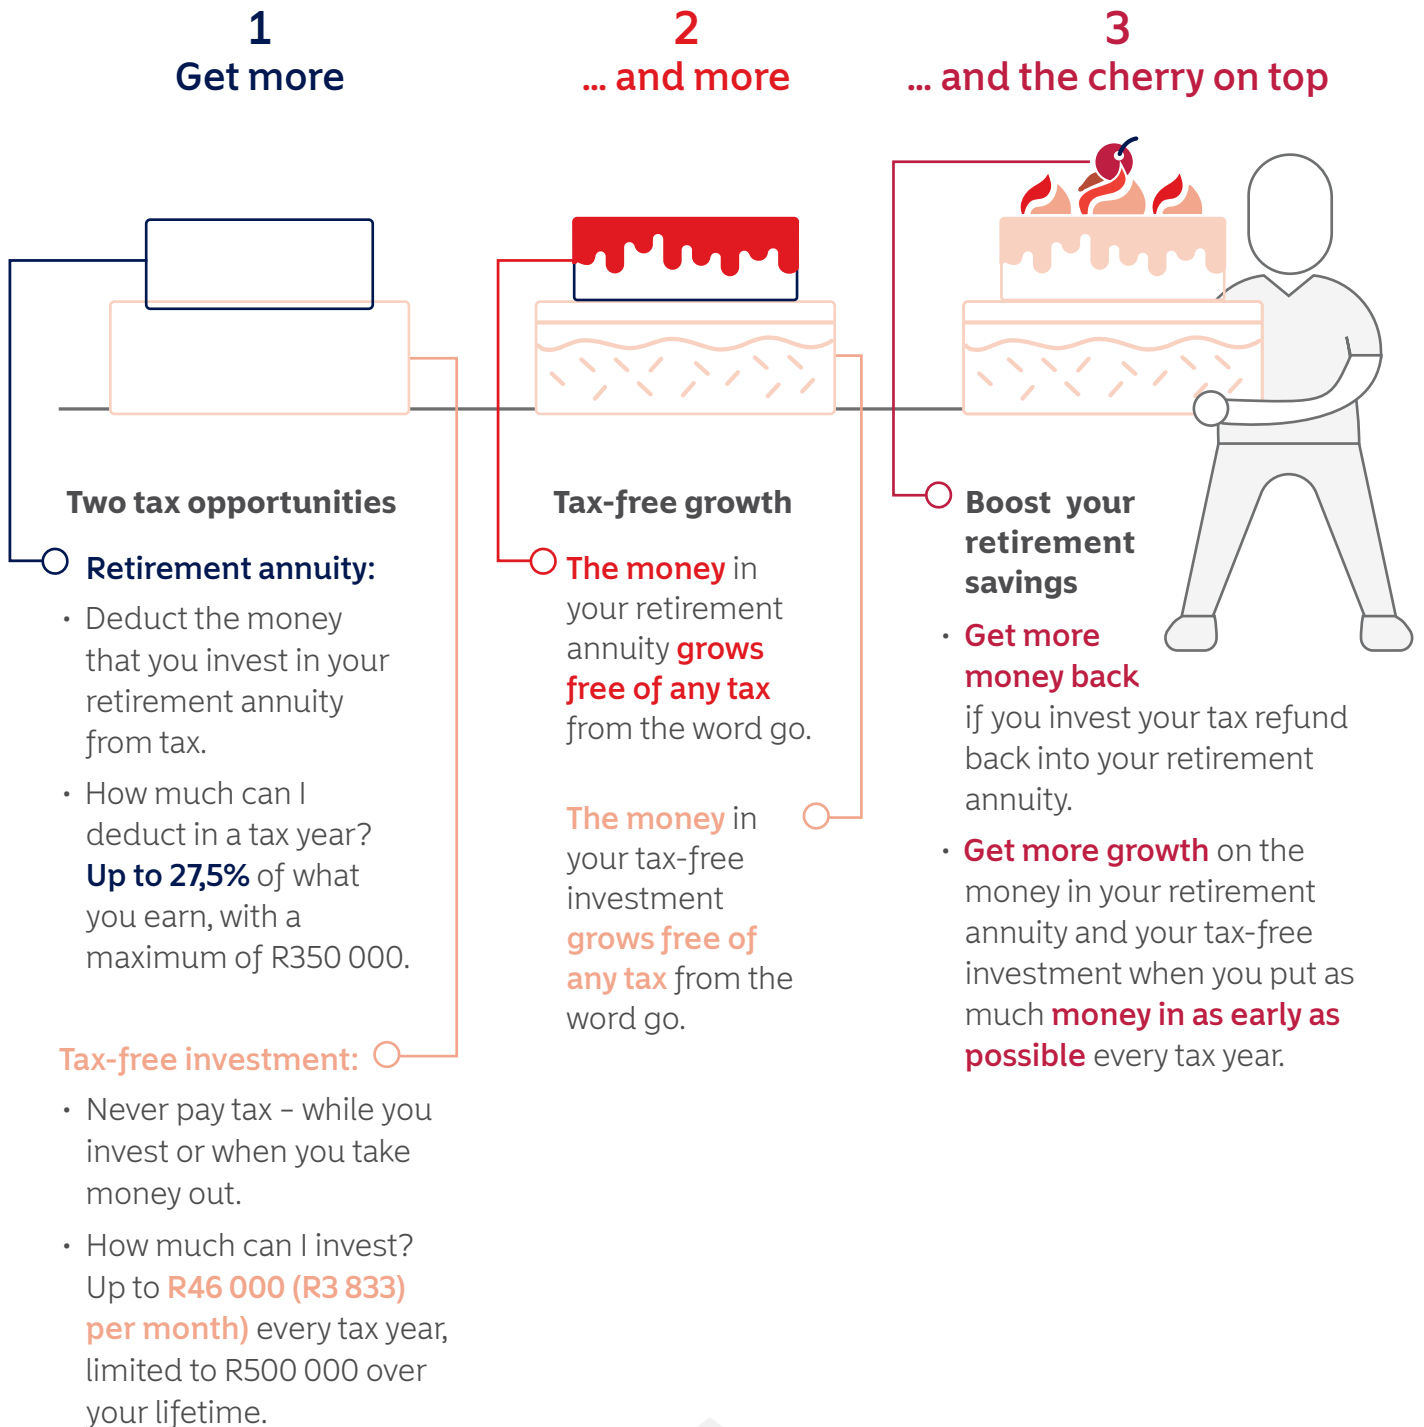 1
Get more
Two tax opportunities
Retirement annuity:
• Deduct the money
that you invest in your
retirement annuity
from tax.
• How much can I
deduct in a tax year?
Up to 27,5% of what
you earn, with a
maximum of R350 000.
Tax-free investment:
• Never pay tax – while you
invest or when you take
money out.
• How much can I invest?
Up to R46 000 (R3 833)
per month) every tax year,
limited to R500 000 over
your lifetime.
2
... and more
Tax-free growth
The money in
your retirement
annuity grows
free of any tax
from the word go.
The money in
your tax-free
investment
grows free of
any tax from the
word go.
3
... and the cherry on top
Boost your
retirement
savings
• Get more
money back
if you invest your tax refund
back into your retirement
annuity.
• Get more growth on the
money in your retirement
annuity and your tax-free
investment when you put as
much money in as early as
possible every tax year.